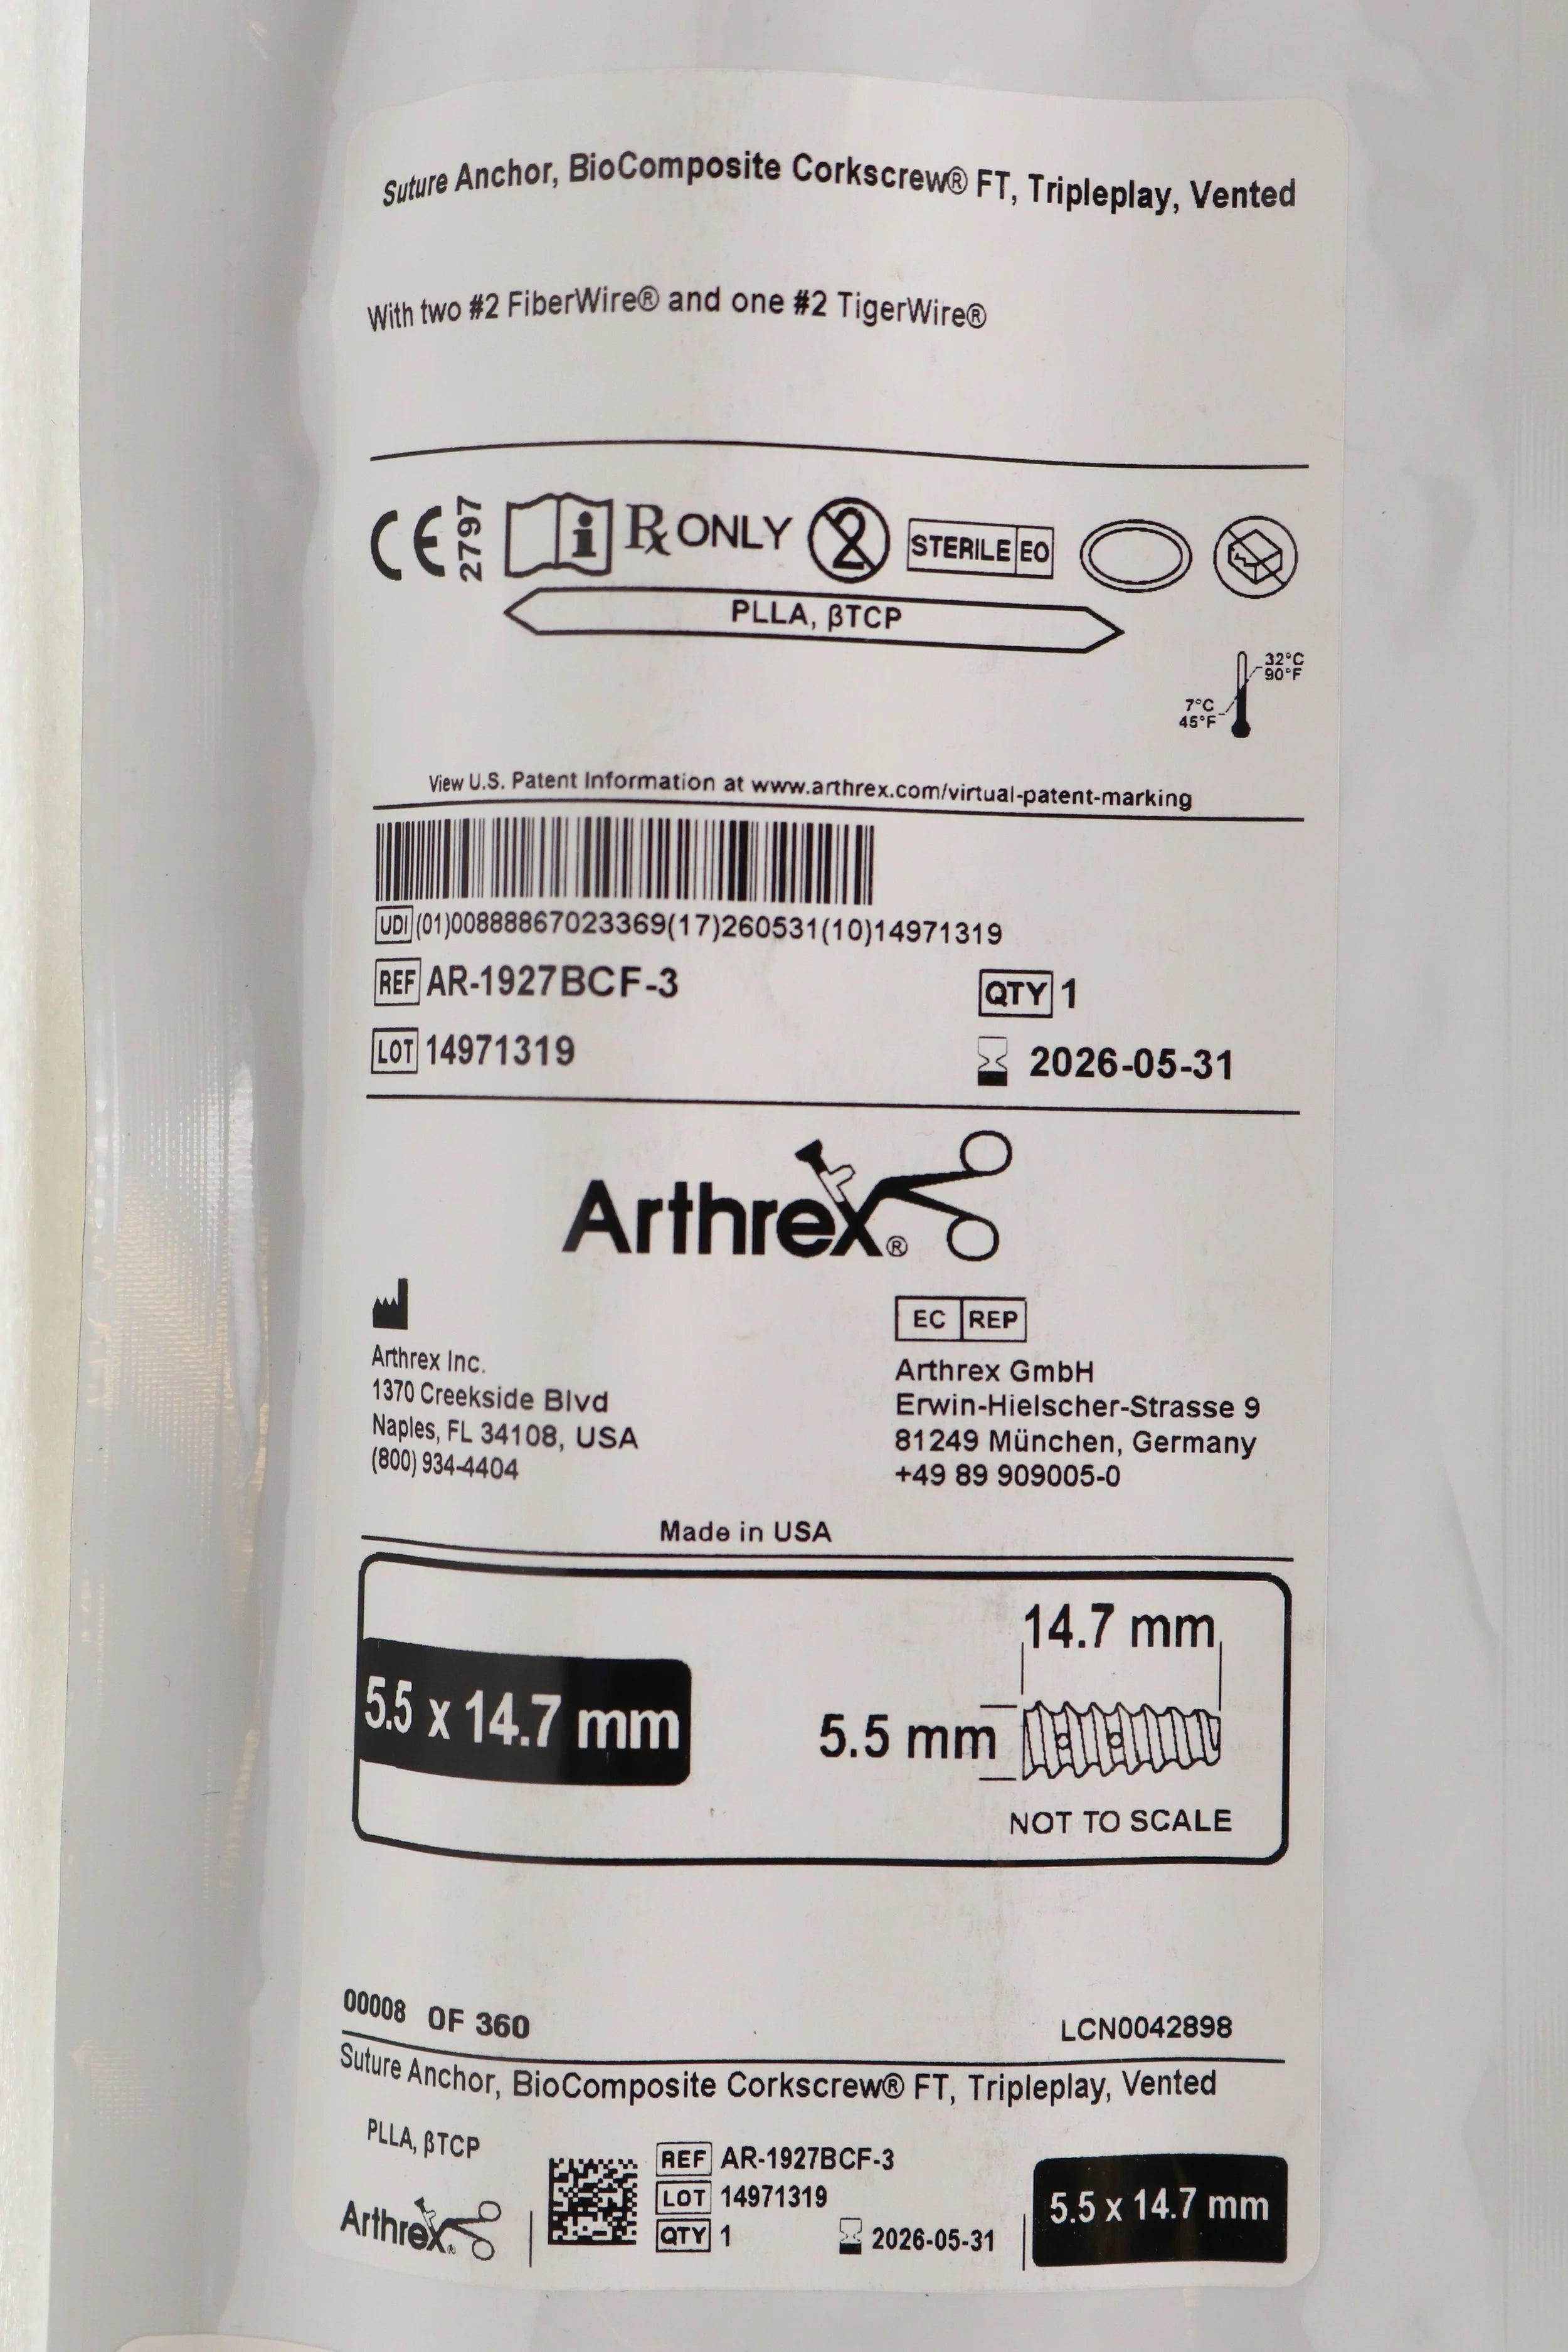 Suture Anchor, BioComposite Corkscrew® FT, Tripleplay, Vented
With two #2 FiberWire® and one #2 TigerWire®
CE 2797 i Rx ONLY 2 STERILE EO
PLLA, βTCP
32°C
90°F
7°C
45°F
View U.S. Patent Information at www.arthrex.com/virtual-patent-marking
UDI (01)00888867023369(17)260531(10)14971319
REF AR-1927BCF-3 QTY 1
LOT 14971319 2026-05-31
Arthrex®
EC REP
Arthrex Inc.
1370 Creekside Blvd
Naples, FL 34108, USA
(800) 934-4404
Arthrex GmbH
Erwin-Hielscher-Strasse 9
81249 München, Germany
+49 89 909005-0
Made in USA
14.7 mm
5.5 x 14.7 mm
5.5 mm
NOT TO SCALE
00008 OF 360 LCN0042898
Suture Anchor, BioComposite Corkscrew® FT, Tripleplay, Vented
PLLA, βTCP
Arthrex®
REF AR-1927BCF-3
LOT 14971319
QTY 1 2026-05-31
5.5 x 14.7 mm